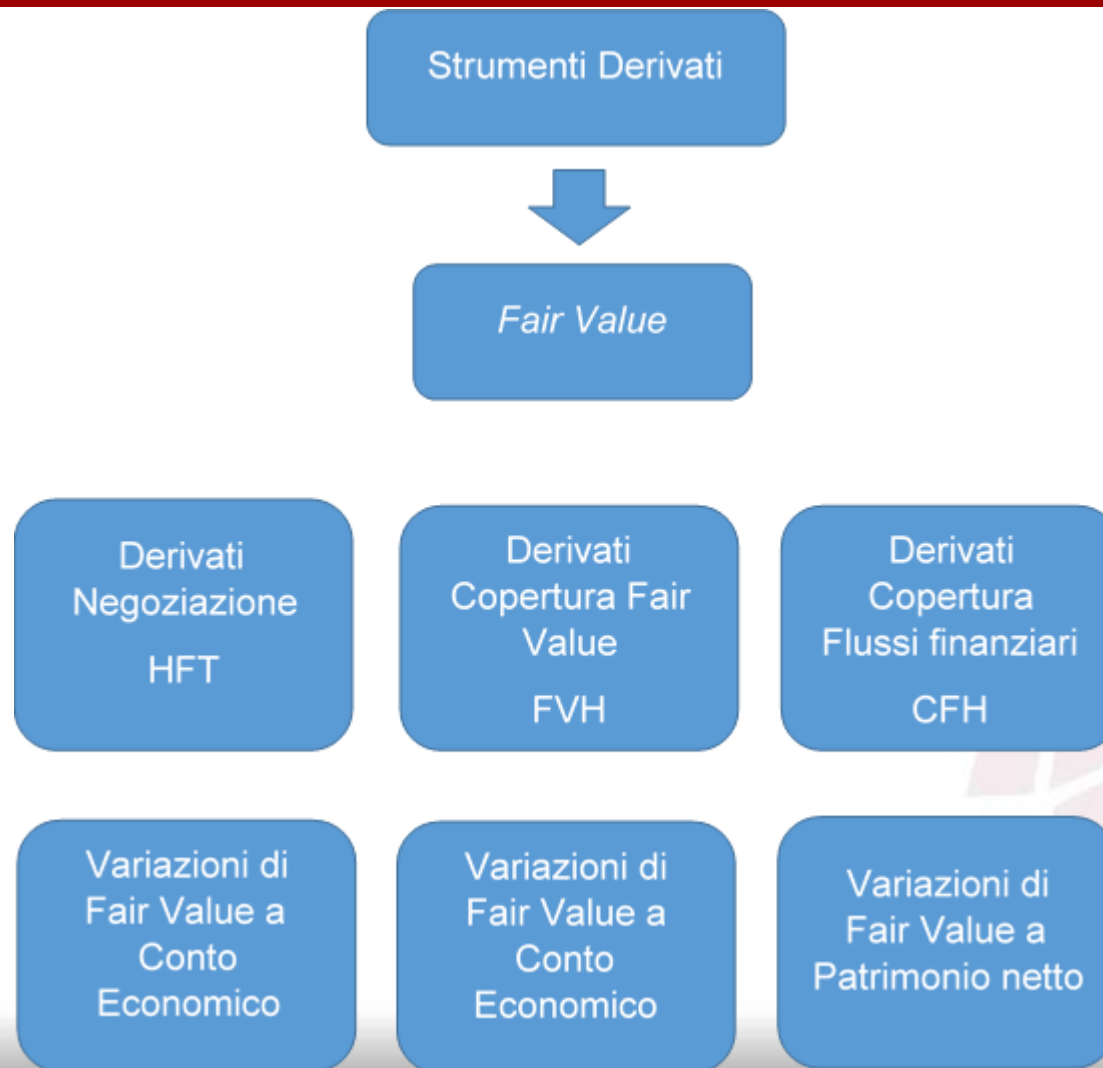 Strumenti Derivati
Fair Value
Derivati
Negoziazione
HFT
Derivati
Copertura Fair
Value
FVH
Derivati
Copertura
Flussi finanziari
CFH
Variazioni di
Fair Value a
Conto
Economico
Variazioni di
Fair Value a
Conto
Economico
Variazioni di
Fair Value a
Patrimonio netto